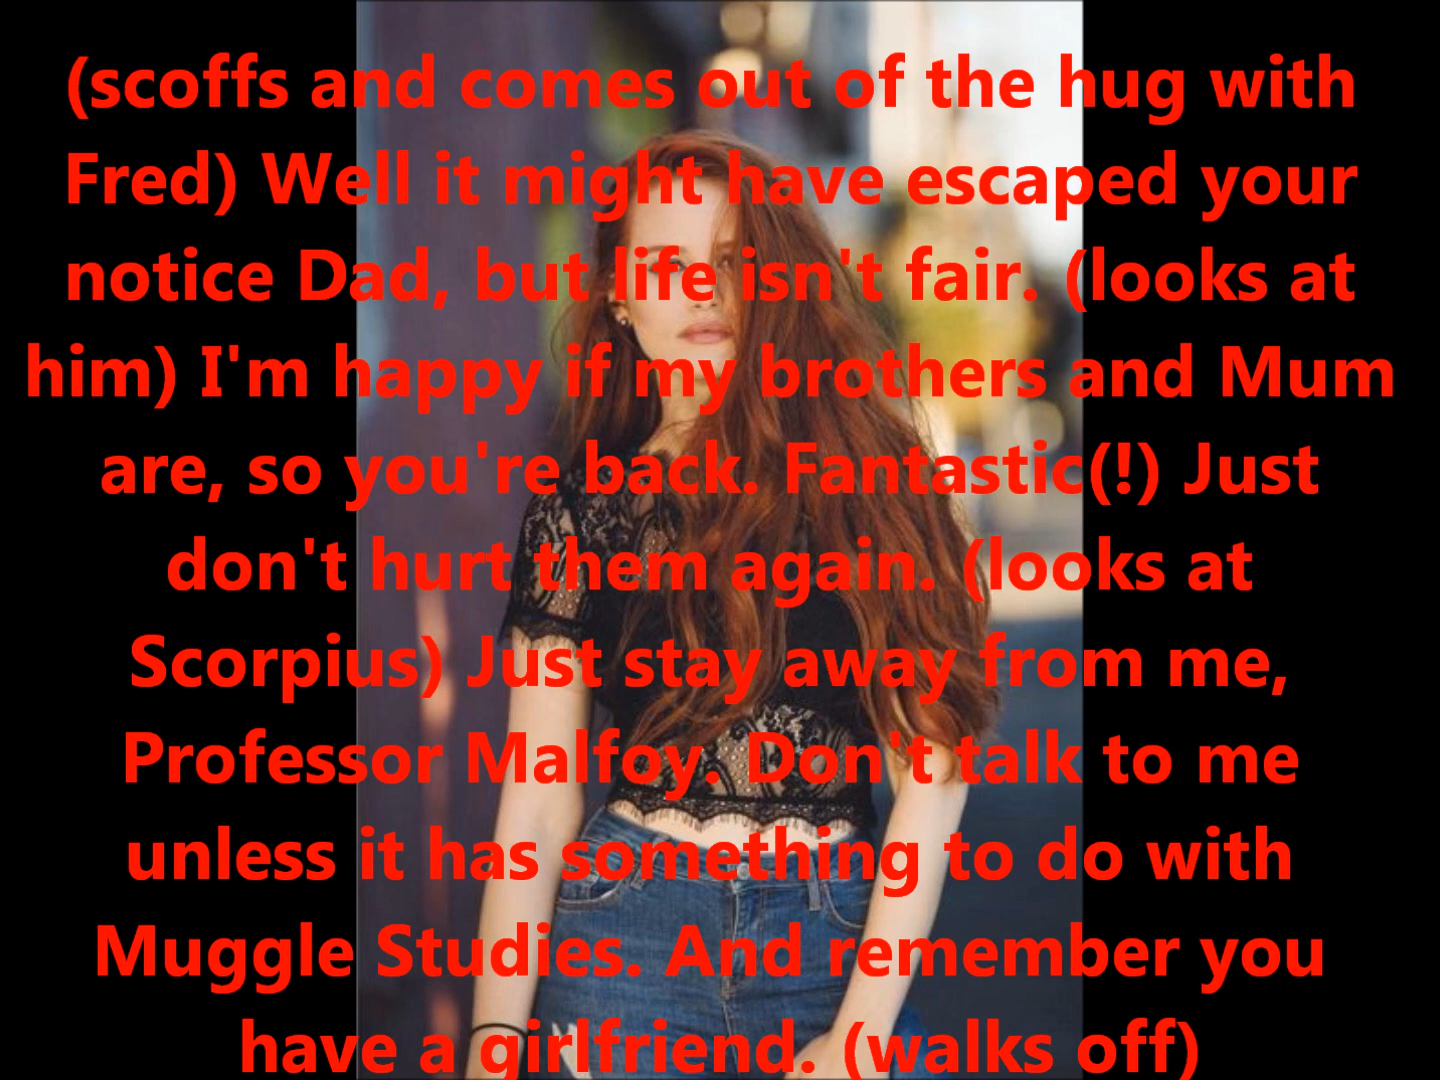 (scoffs and comes out of the hug with
Fred) Well it might have escaped your
notice Dad, but life isn't fair. (looks at
him) I'm happy if my brothers and Mum
are, so you're back. Fantastic(!) Just
don't hurt them again. (looks at
Scorpius) Just stay away from me,
Professor Malfoy. Don't talk to me
unless it has something to do with
Muggle Studies. And remember you
have a girlfriend. (walks off)